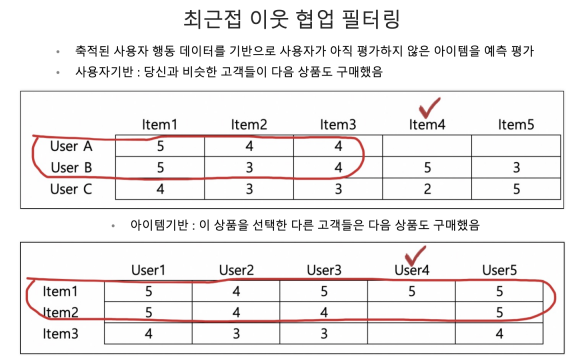 최근접 이웃 협업 필터링
• 축적된 사용자 행동 데이터를 기반으로 사용자가 아직 평가하지 않은 아이템을 예측 평가
• 사용자기반 : 당신과 비슷한 고객들이 다음 상품도 구매했음
Item1 Item2 Item3 Item4 Item5
User A 5 4 4
User B 5 3 4 5 3
User C 4 3 3 2 5
• 아이템기반 : 이 상품을 선택한 다른 고객들은 다음 상품도 구매했음
User1 User2 User3 User4 User5
Item1 5 4 5 5 5
Item2 5 4 4 5
Item3 4 3 3 4